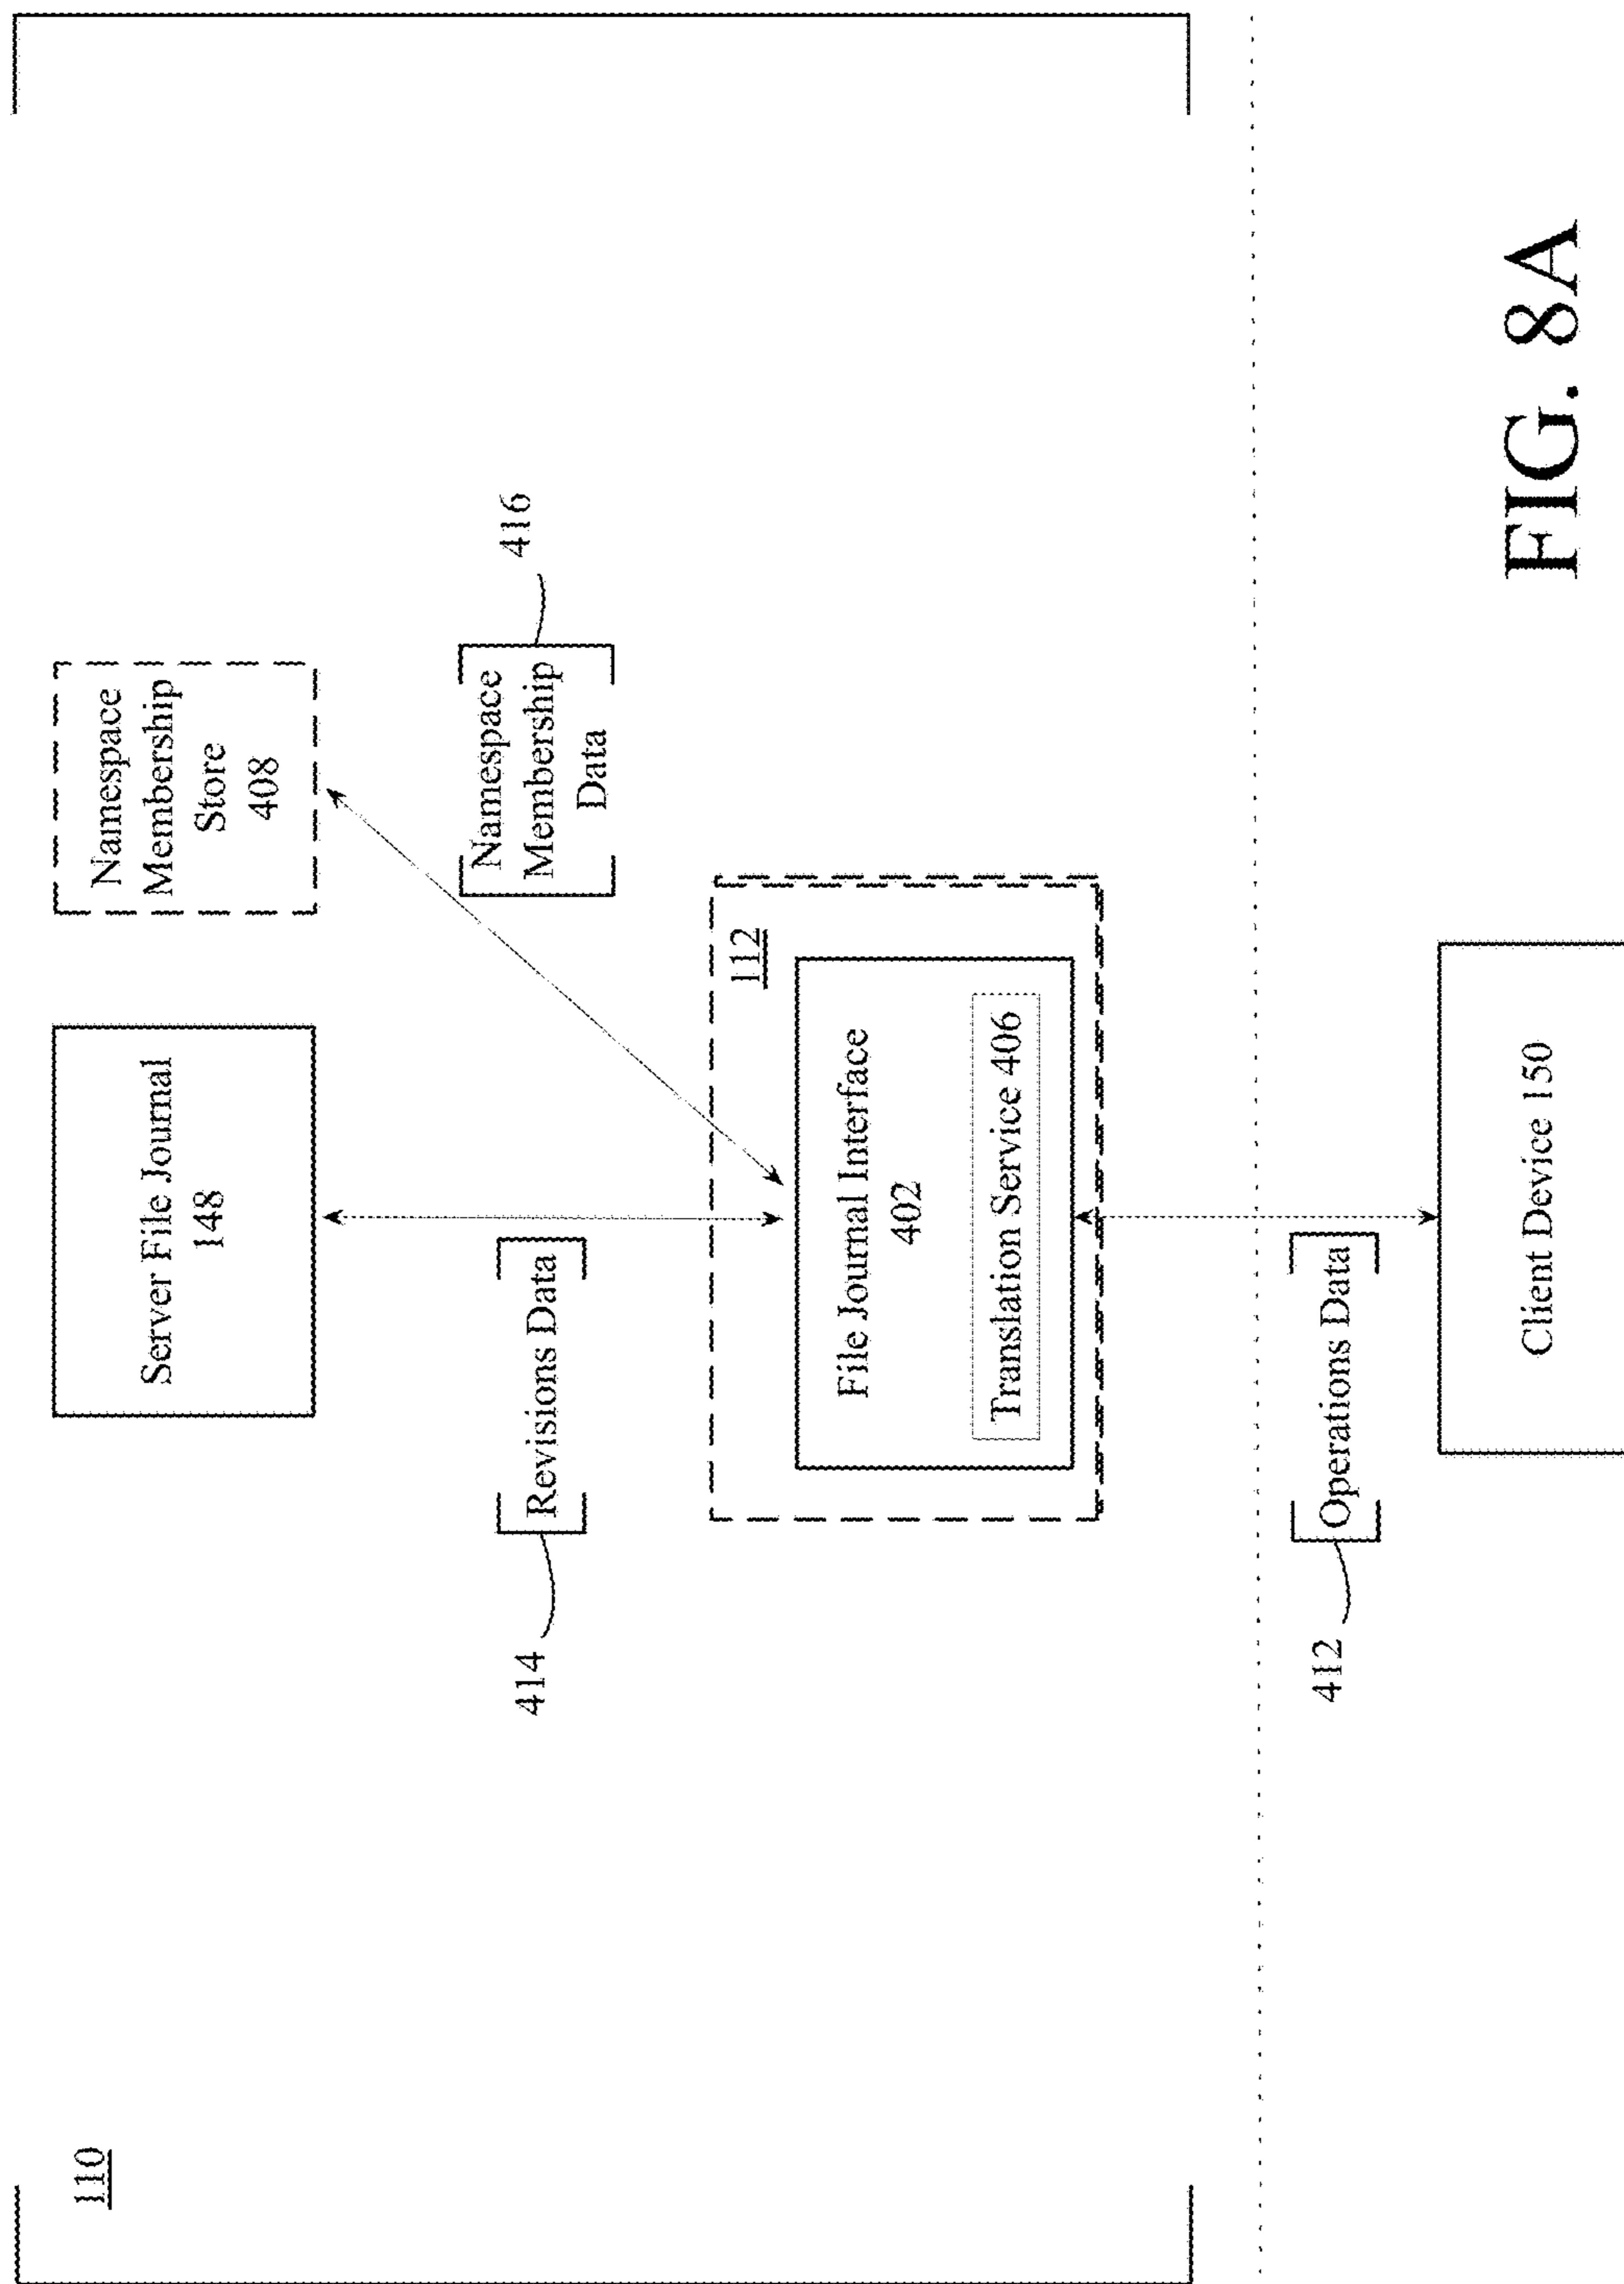 110
Server File Journal
148
Namespace
Membership
Store
408
414
Revisions Data
Namespace
Membership
Data
416
112
File Journal Interface
402
Translation Service 406
412
Operations Data
Client Device 150
FIG. 8A